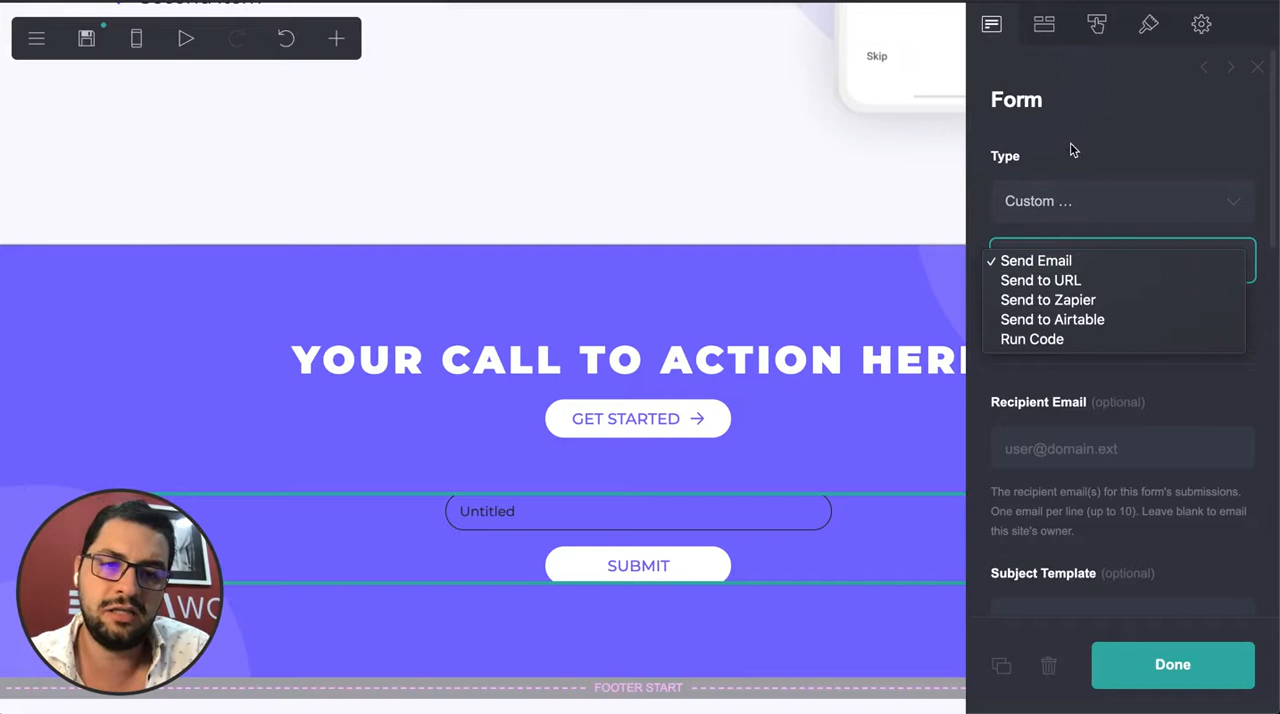 Skip
Form
Type
Custom ...
✓ Send Email
Send to URL
Send to Zapier
Send to Airtable
Run Code
YOUR CALL TO ACTION HER
GET STARTED →
Recipient Email (optional)
user@domain.ext
The recipient email(s) for this form's submissions.
One email per line (up to 10). Leave blank to email
this site's owner.
Untitled
SUBMIT
Subject Template (optional)
Done
FOOTER START